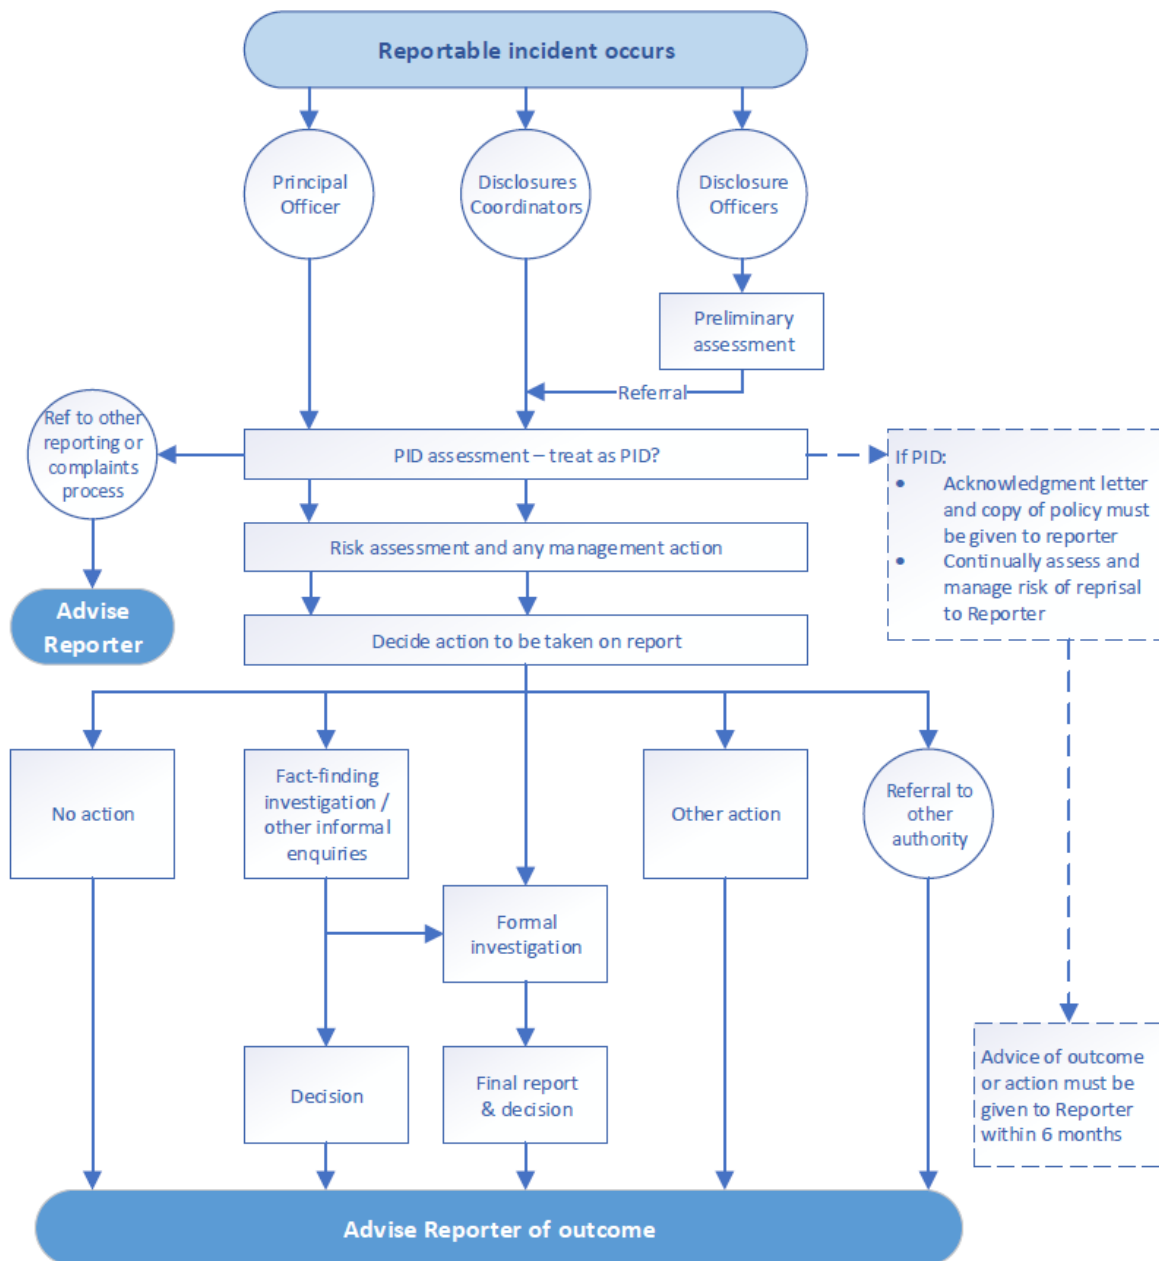 Reportable incident occurs
Principal
Officer
Disclosures
Coordinators
Disclosure
Officers
Preliminary
assessment
Referral
Ref to other
reporting or
complaints
process
PID assessment – treat as PID?
If PID:
• Acknowledgment letter
and copy of policy must
be given to reporter
• Continually assess and
manage risk of reprisal
to Reporter
Risk assessment and any management action
Advise
Reporter
Decide action to be taken on report
No action
Fact-finding
investigation /
other informal
enquiries
Other action
Referral to
other
authority
Formal
investigation
Decision
Final report
& decision
Advice of outcome
or action must be
given to Reporter
within 6 months
Advise Reporter of outcome